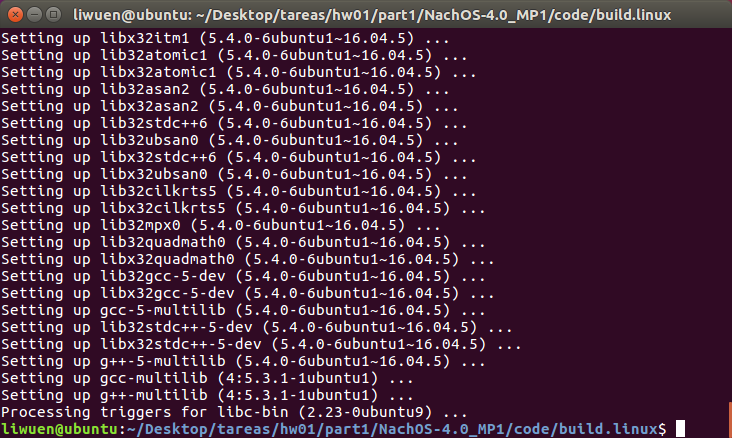 liwuen@ubuntu: ~/Desktop/tareas/hw01/part1/NachOS-4.0_MP1/code/build.linux
Setting up libx32itm1 (5.4.0-6ubuntu1~16.04.5) ...
Setting up lib32atomic1 (5.4.0-6ubuntu1~16.04.5) ...
Setting up libx32atomic1 (5.4.0-6ubuntu1~16.04.5) ...
Setting up lib32asan2 (5.4.0-6ubuntu1~16.04.5) ...
Setting up libx32asan2 (5.4.0-6ubuntu1~16.04.5) ...
Setting up lib32stdc++6 (5.4.0-6ubuntu1~16.04.5) ...
Setting up lib32ubsan0 (5.4.0-6ubuntu1~16.04.5) ...
Setting up libx32stdc++6 (5.4.0-6ubuntu1~16.04.5) ...
Setting up libx32ubsan0 (5.4.0-6ubuntu1~16.04.5) ...
Setting up lib32cilkrts5 (5.4.0-6ubuntu1~16.04.5) ...
Setting up libx32cilkrts5 (5.4.0-6ubuntu1~16.04.5) ...
Setting up lib32mpx0 (5.4.0-6ubuntu1~16.04.5) ...
Setting up lib32quadmath0 (5.4.0-6ubuntu1~16.04.5) ...
Setting up libx32quadmath0 (5.4.0-6ubuntu1~16.04.5) ...
Setting up lib32gcc-5-dev (5.4.0-6ubuntu1~16.04.5) ...
Setting up libx32gcc-5-dev (5.4.0-6ubuntu1~16.04.5) ...
Setting up gcc-5-multilib (5.4.0-6ubuntu1~16.04.5) ...
Setting up lib32stdc++-5-dev (5.4.0-6ubuntu1~16.04.5) ...
Setting up libx32stdc++-5-dev (5.4.0-6ubuntu1~16.04.5) ...
Setting up g++-5-multilib (5.4.0-6ubuntu1~16.04.5) ...
Setting up gcc-multilib (4:5.3.1-1ubuntu1) ...
Setting up g++-multilib (4:5.3.1-1ubuntu1) ...
Processing triggers for libc-bin (2.23-0ubuntu9) ...
liwuen@ubuntu:~/Desktop/tareas/hw01/part1/NachOS-4.0_MP1/code/build.linux$